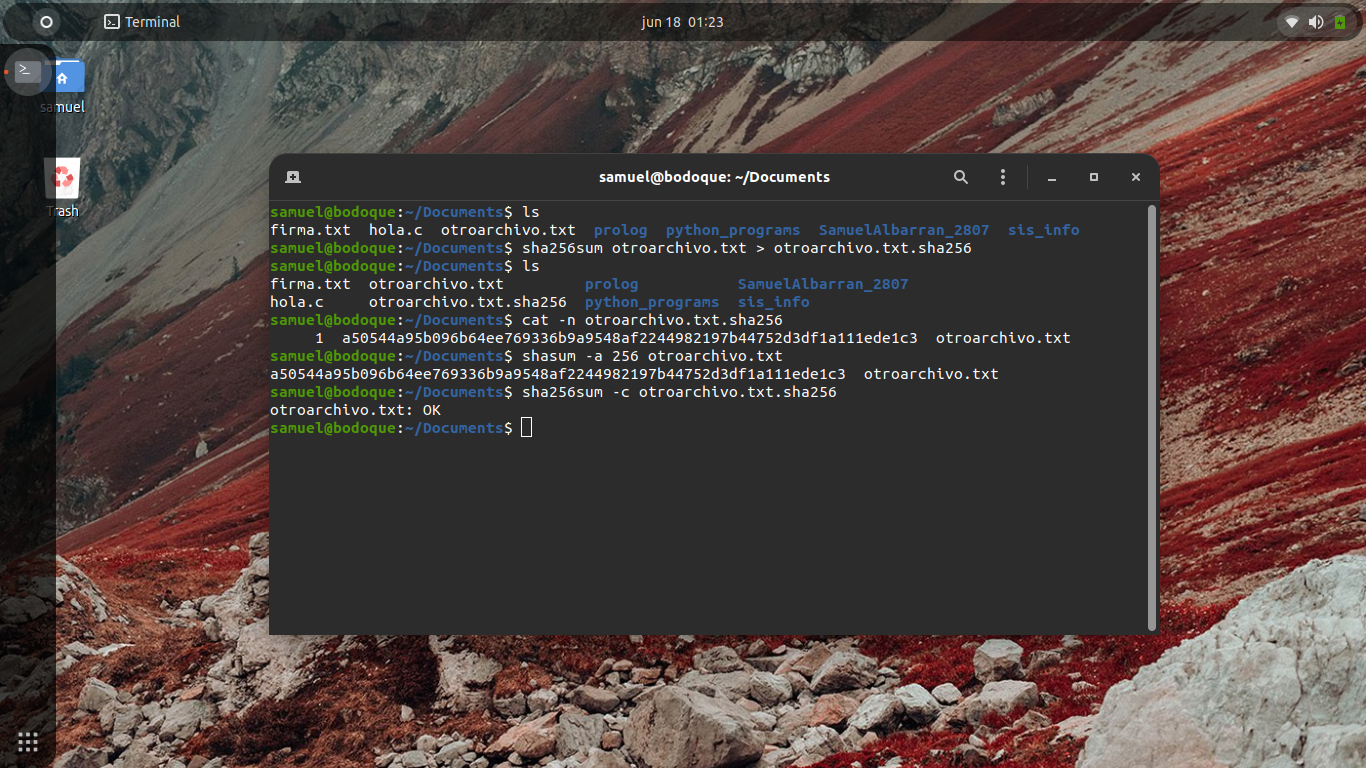 Terminal
jun 18 01:23
samuel
Trash
samuel@bodoque: ~/Documents
samuel@bodoque:~/Documents$ ls
firma.txt  hola.c  otroarchivo.txt  prolog  python_programs  SamuelAlbarran_2807  sis_info
samuel@bodoque:~/Documents$ sha256sum otroarchivo.txt > otroarchivo.txt.sha256
samuel@bodoque:~/Documents$ ls
firma.txt  otroarchivo.txt         prolog           SamuelAlbarran_2807
hola.c     otroarchivo.txt.sha256  python_programs  sis_info
samuel@bodoque:~/Documents$ cat -n otroarchivo.txt.sha256
     1  a50544a95b096b64ee769336b9a9548af2244982197b44752d3df1a111ede1c3  otroarchivo.txt
samuel@bodoque:~/Documents$ shasum -a 256 otroarchivo.txt
a50544a95b096b64ee769336b9a9548af2244982197b44752d3df1a111ede1c3  otroarchivo.txt
samuel@bodoque:~/Documents$ sha256sum -c otroarchivo.txt.sha256
otroarchivo.txt: OK
samuel@bodoque:~/Documents$